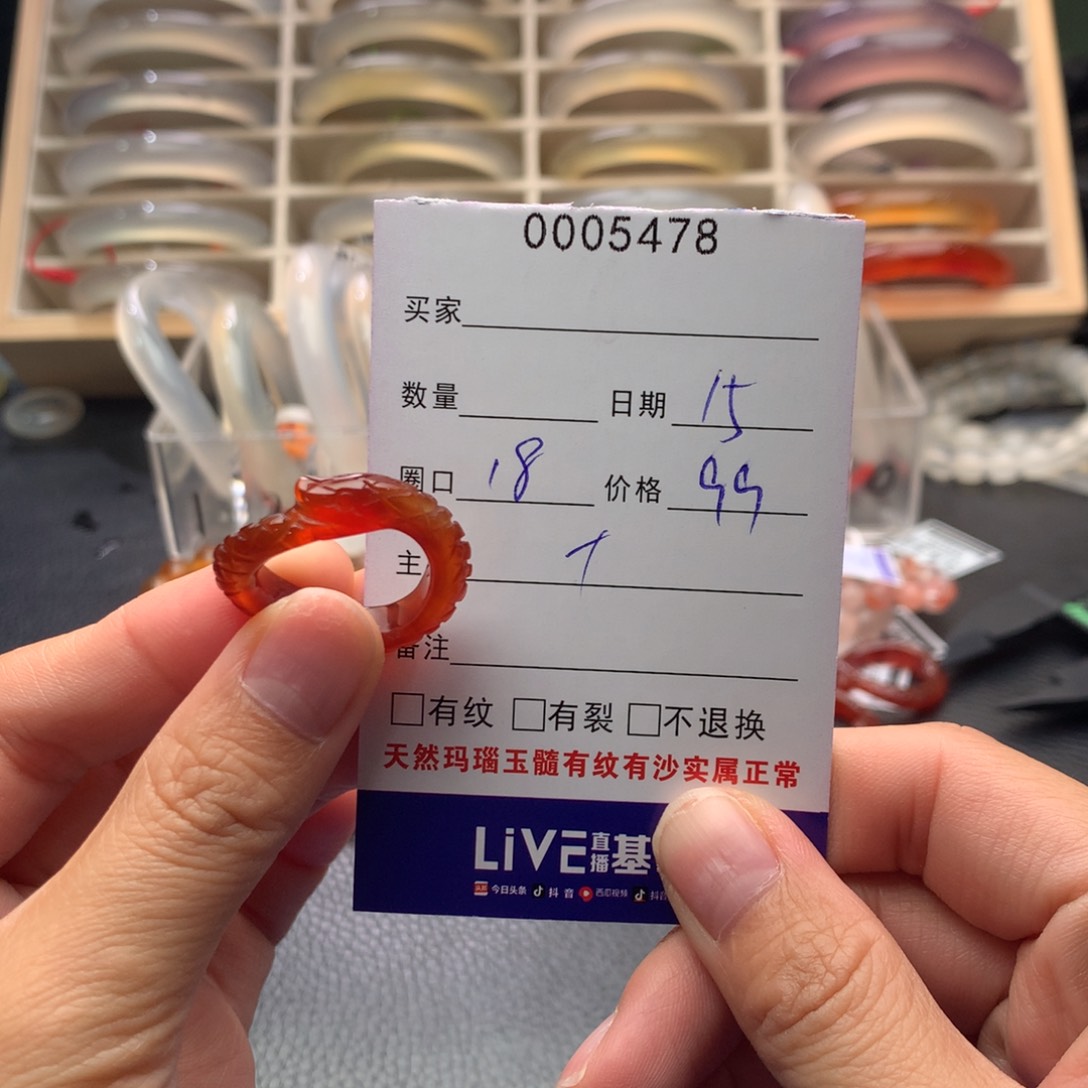 0005478
买家
数量 日期 15
圈口 18 价格 99
主
备注
□有纹 □有裂 □不退换
天然玛瑙玉髓有纹有沙实属正常
LiVE直播基
今日头条 抖音 西瓜视频 抖音